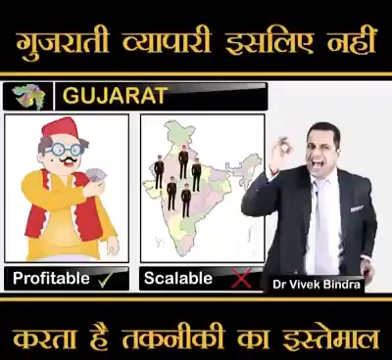 गुजराती व्यापारी इसलिए नहीं
GUJARAT
Profitable
Scalable
Dr Vivek Bindra
करता है तकनीकी का इस्तेमाल